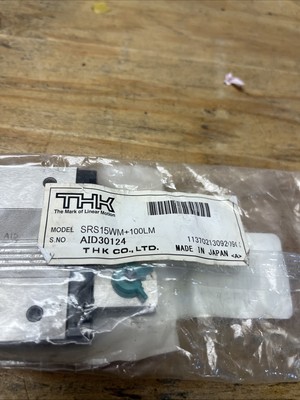 THK
The Mark of Linear Motion
MODEL SRS15WM+100LM
S.NO AID30124
THK CO., LTD.
MADE IN JAPAN <A>